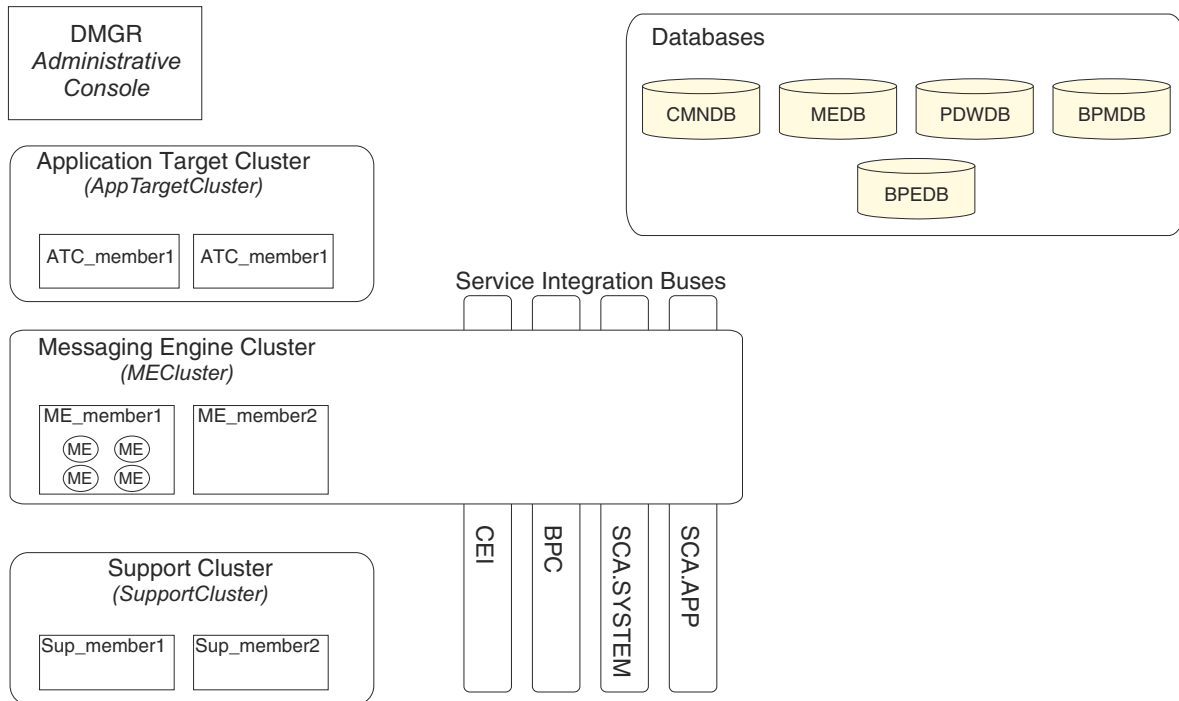 DMGR
Administrative
Console
Databases
CMNDB
MEDB
PDWDB
BPMDB
BPEDB
Application Target Cluster
(AppTargetCluster)
ATC_member1
ATC_member1
Service Integration Buses
Messaging Engine Cluster
(MECluster)
ME_member1
ME
ME
ME
ME
ME_member2
CEI
BPC
SCA.SYSTEM
SCA.APP
Support Cluster
(SupportCluster)
Sup_member1
Sup_member2